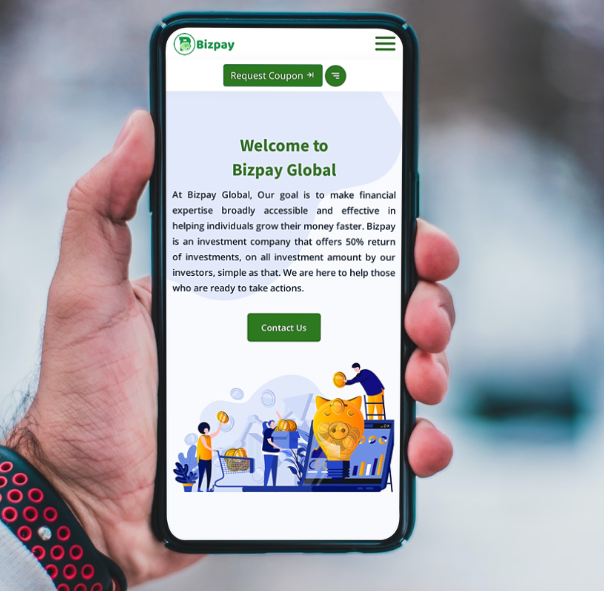 Bizpay
Request Coupon
Welcome to
Bizpay Global
At Bizpay Global, Our goal is to make financial
expertise broadly accessible and effective in
helping individuals grow their money faster. Bizpay
is an investment company that offers 50% return
of investments, on all investment amount by our
investors, simple as that. We are here to help those
who are ready to take actions.
Contact Us